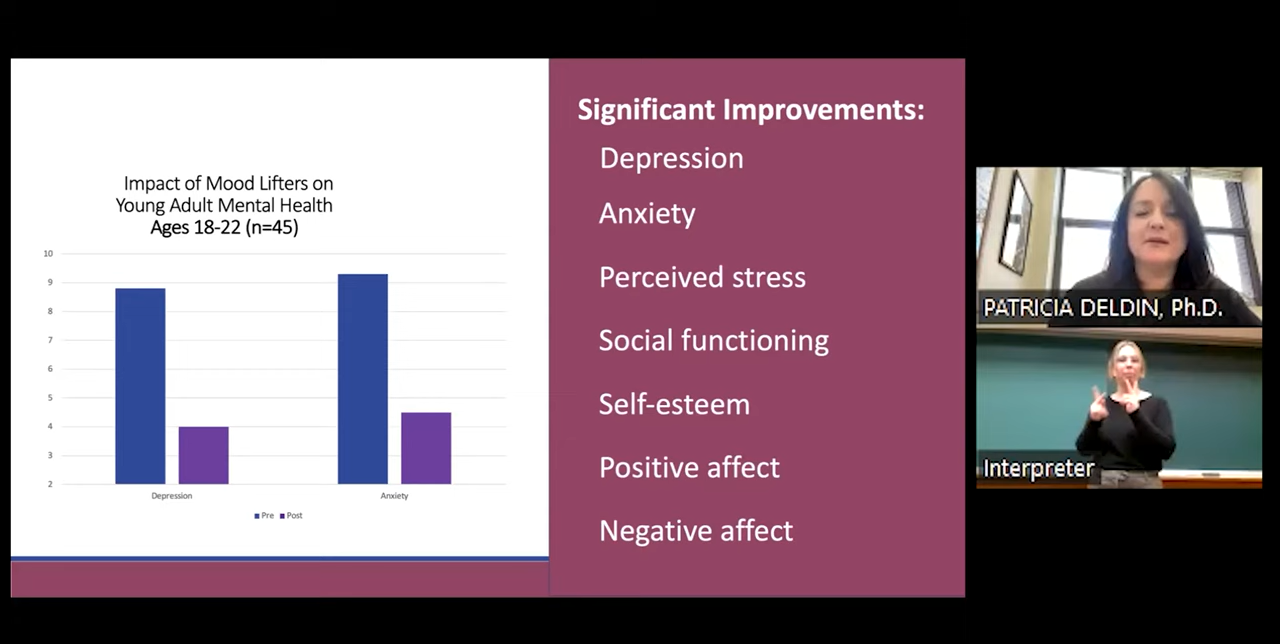 Impact of Mood Lifters on
Young Adult Mental Health
Ages 18-22 (n=45)
10
9
8
7
6
5
4
3
2
Depression
Anxiety
Pre
Post
Significant Improvements:
Depression
Anxiety
Perceived stress
Social functioning
Self-esteem
Positive affect
Negative affect
PATRICIA DELDIN, Ph.D.
Interpreter